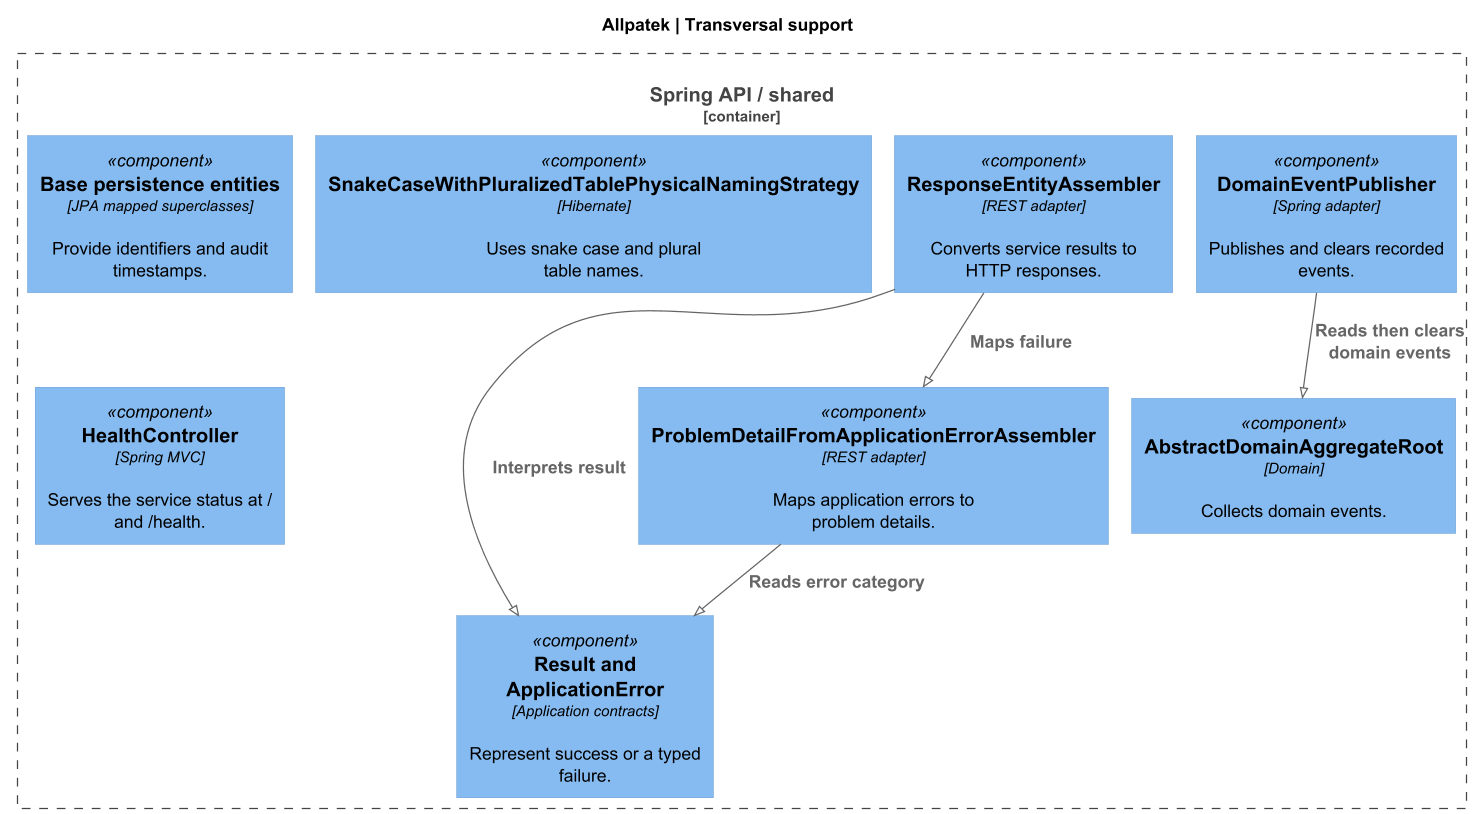 Allpatek | Transversal support
Spring API / shared
[container]
«component»
Base persistence entities
[JPA mapped superclasses]
Provide identifiers and audit
timestamps.
«component»
SnakeCaseWithPluralizedTablePhysicalNamingStrategy
[Hibernate]
Uses snake case and plural
table names.
«component»
ResponseEntityAssembler
[REST adapter]
Converts service results to
HTTP responses.
«component»
DomainEventPublisher
[Spring adapter]
Publishes and clears recorded
events.
Maps failure
Reads then clears
domain events
«component»
HealthController
[Spring MVC]
Serves the service status at /
and /health.
Interprets result
«component»
ProblemDetailFromApplicationErrorAssembler
[REST adapter]
Maps application errors to
problem details.
«component»
AbstractDomainAggregateRoot
[Domain]
Collects domain events.
Reads error category
«component»
Result and
ApplicationError
[Application contracts]
Represent success or a typed
failure.